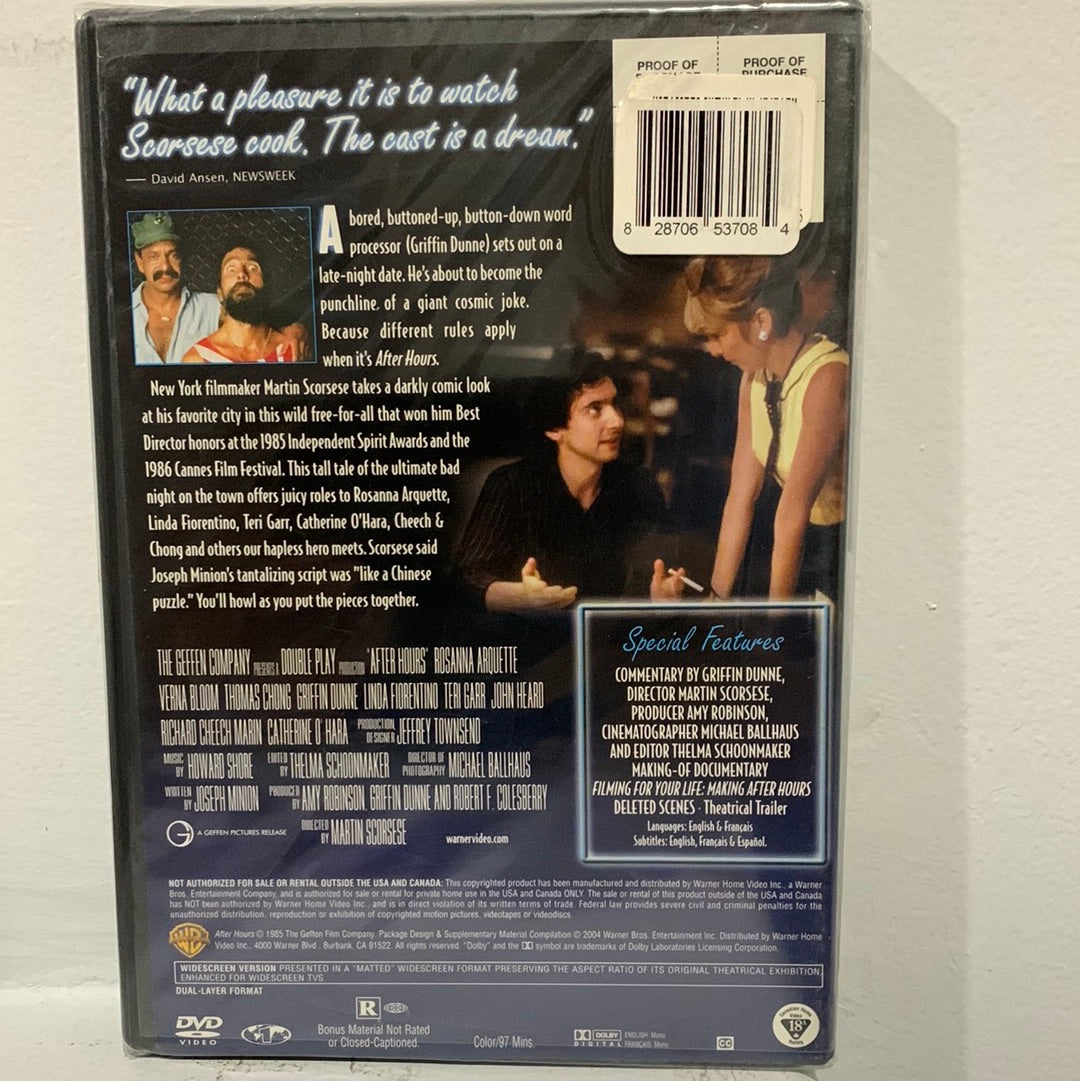 "What a pleasure it is to watch
Scorsese cook. The cast is a dream."
— David Ansen, NEWSWEEK
PROOF OF
PROOF OF
PURCHASE
8 28706 53708 4
A bored, buttoned-up, button-down word
processor (Griffin Dunne) sets out on a
late-night date. He's about to become the
punchline of a giant cosmic joke.
Because different rules apply
when it's After Hours.
New York filmmaker Martin Scorsese takes a darkly comic look
at his favorite city in this wild free-for-all that won him Best
Director honors at the 1985 Independent Spirit Awards and the
1986 Cannes Film Festival. This tall tale of the ultimate bad
night on the town offers juicy roles to Rosanna Arquette,
Linda Fiorentino, Teri Garr, Catherine O'Hara, Cheech &
Chong and others our hapless hero meets. Scorsese said
Joseph Minion's tantalizing script was "like a Chinese
puzzle." You'll howl as you put the pieces together.
THE GEFFEN COMPANY PRESENTS A DOUBLE PLAY PRODUCTION 'AFTER HOURS' ROSANNA ARQUETTE
VERNA BLOOM THOMAS CHONG GRIFFIN DUNNE LINDA FIORENTINO TERI GARR JOHN HEARD
RICHARD CHEECH MARIN CATHERINE O'HARA PRODUCTION DESIGNER JEFFREY TOWNSEND
MUSIC BY HOWARD SHORE EDITED BY THELMA SCHOONMAKER DIRECTOR OF PHOTOGRAPHY MICHAEL BALLHAUS
WRITTEN BY JOSEPH MINION PRODUCED BY AMY ROBINSON, GRIFFIN DUNNE AND ROBERT F. COLESBERRY
A GEFFEN PICTURES RELEASE DIRECTED BY MARTIN SCORSESE warnervideo.com
Special Features
COMMENTARY BY GRIFFIN DUNNE,
DIRECTOR MARTIN SCORSESE,
PRODUCER AMY ROBINSON,
CINEMATOGRAPHER MICHAEL BALLHAUS
AND EDITOR THELMA SCHOONMAKER
MAKING-OF DOCUMENTARY
FILMING FOR YOUR LIFE: MAKING AFTER HOURS
DELETED SCENES · Theatrical Trailer
Languages: English & Français
Subtitles: English, Français & Español.
NOT AUTHORIZED FOR SALE OR RENTAL OUTSIDE THE USA AND CANADA: This copyrighted product has been manufactured and distributed by Warner Home Video Inc., a Warner
Bros. Entertainment Company, and is authorized for sale or rental for private home use in the USA and Canada ONLY. The sale or rental of this product outside of the USA and Canada
has NOT been authorized by Warner Home Video Inc., and is in direct violation of its written terms of trade. Federal law provides severe civil and criminal penalties for the
unauthorized distribution, reproduction or exhibition of copyrighted motion pictures, videotapes or videodiscs.
After Hours © 1985 The Geffen Film Company. Package Design & Supplementary Material Compilation © 2004 Warner Bros. Entertainment Inc. Distributed by Warner Home
Video Inc., 4000 Warner Blvd., Burbank, CA 91522. All rights reserved. "Dolby" and the DD symbol are trademarks of Dolby Laboratories Licensing Corporation.
WIDESCREEN VERSION PRESENTED IN A "MATTED" WIDESCREEN FORMAT PRESERVING THE ASPECT RATIO OF ITS ORIGINAL THEATRICAL EXHIBITION.
ENHANCED FOR WIDESCREEN TVS.
DUAL-LAYER FORMAT
DVD
VIDEO
1
R
Bonus Material Not Rated
or Closed-Captioned.
Color/97 Mins.
DOLBY
DIGITAL
ENGLISH: Mono
FRANÇAIS: Mono
CC
Canadian Home
Video
18A
Rating